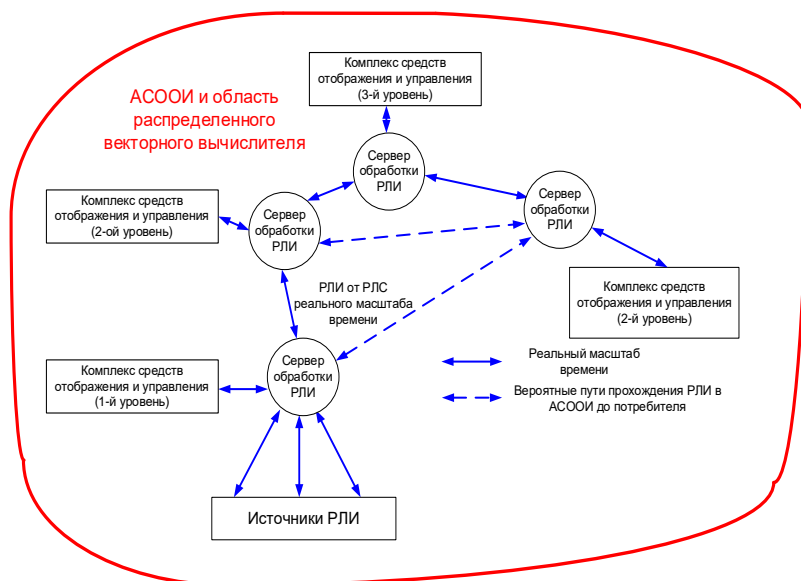 Комплекс средств
отображения и управления
(3-й уровень)
АСООИ и область
распределенного
векторного вычислителя
Сервер
обработки
РЛИ
Сервер
обработки
РЛИ
Комплекс средств
отображения и управления
(2-ой уровень)
Сервер
обработки
РЛИ
Комплекс средств
отображения и управления
(2-й уровень)
РЛИ от РЛС
реального масштаба
времени
Сервер
обработки
РЛИ
Комплекс средств
отображения и управления
(1-й уровень)
Реальный масштаб
времени
Вероятные пути прохождения РЛИ в
АСООИ до потребителя
Источники РЛИ